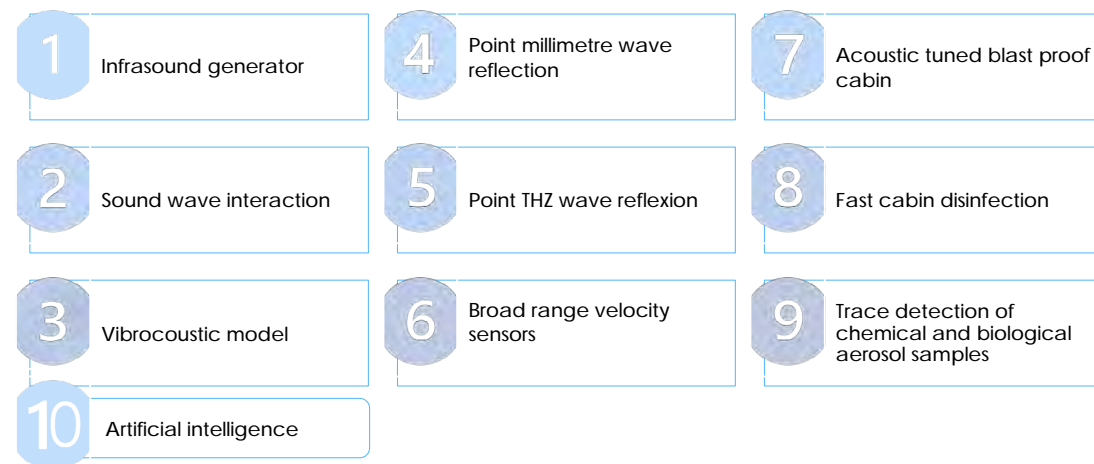 1
Infrasound generator
2
Sound wave interaction
3
Vibrocoustic model
10
Artificial intelligence
4
Point millimetre wave
reflection
5
Point THZ wave reflexion
6
Broad range velocity
sensors
7
Acoustic tuned blast proof
cabin
8
Fast cabin disinfection
9
Trace detection of
chemical and biological
aerosol samples